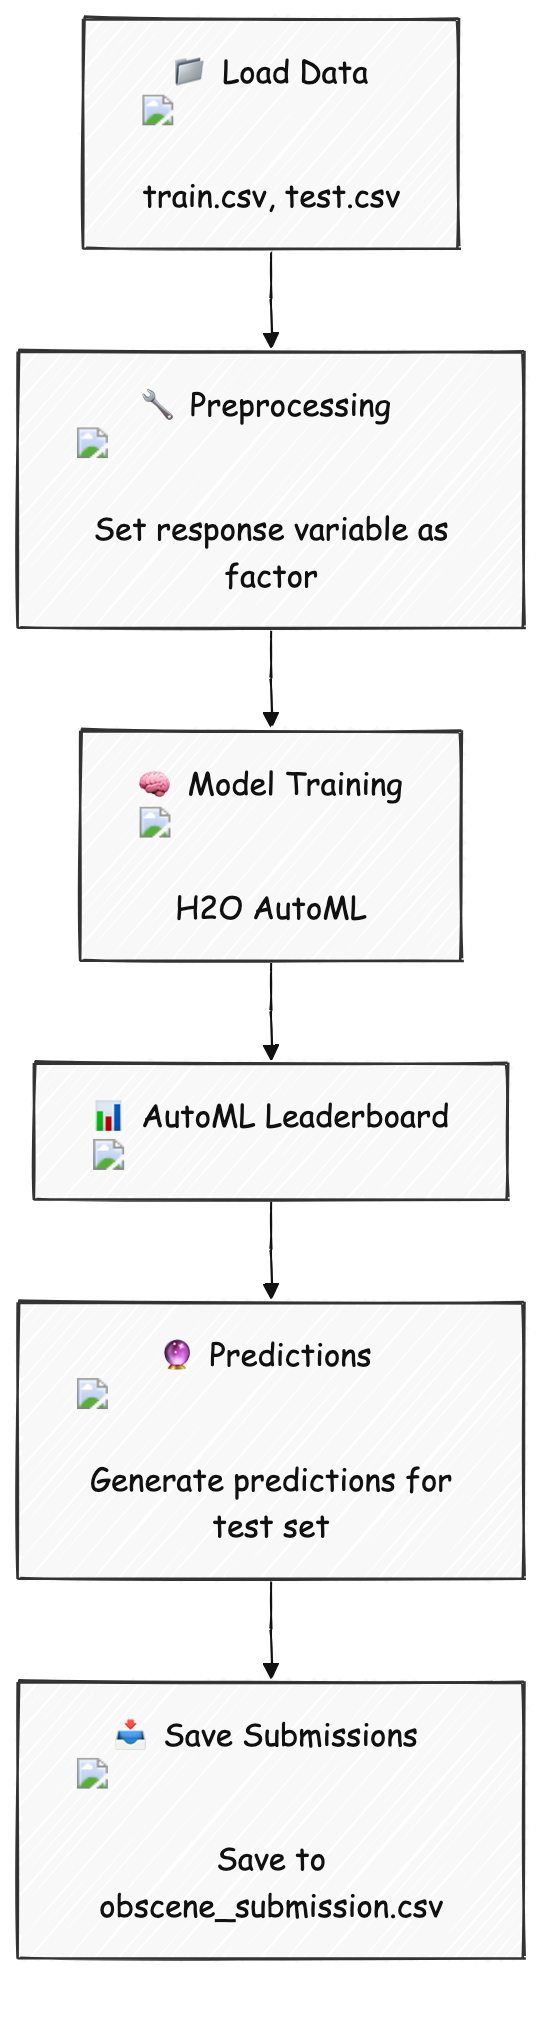 Load Data
train.csv, test.csv
Preprocessing
Set response variable as
factor
Model Training
H2O AutoML
AutoML Leaderboard
Predictions
Generate predictions for
test set
Save Submissions
Save to
obscene_submission.csv